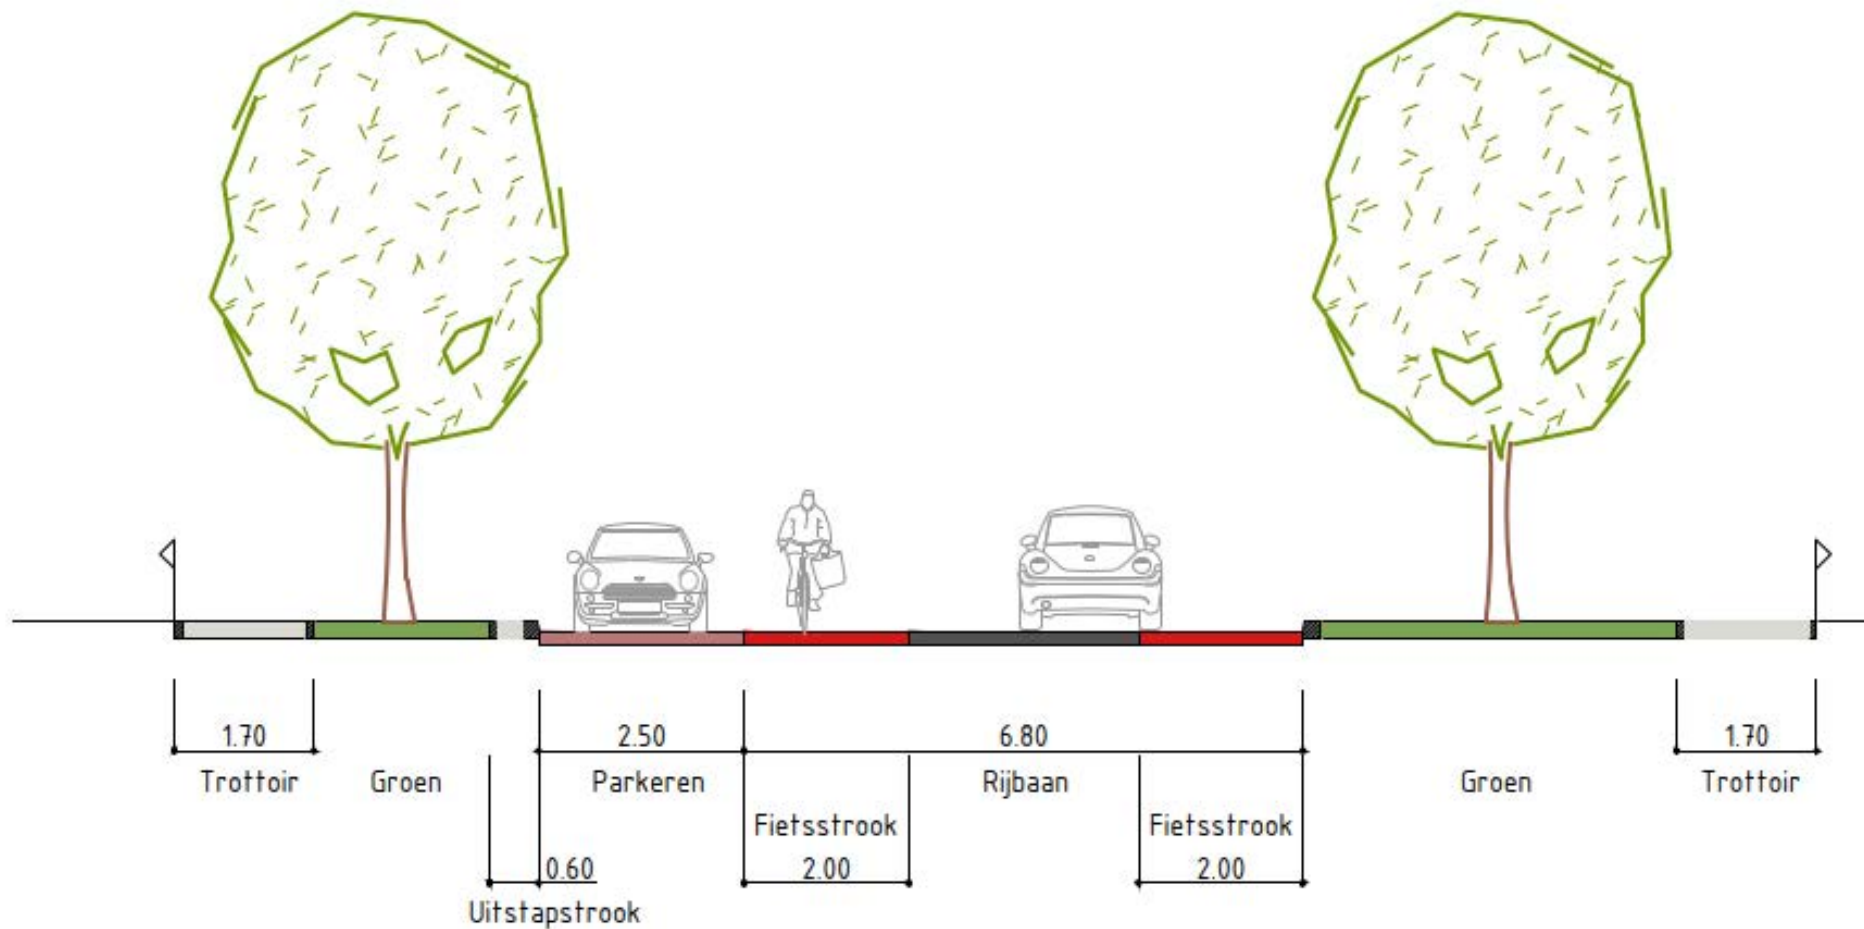 1.70
2.50
6.80
1.70
Trottoir
Groen
Parkeren
Rijbaan
Groen
Trottoir
Fietsstrook
Fietsstrook
0.60
2.00
2.00
Uitstapstrook